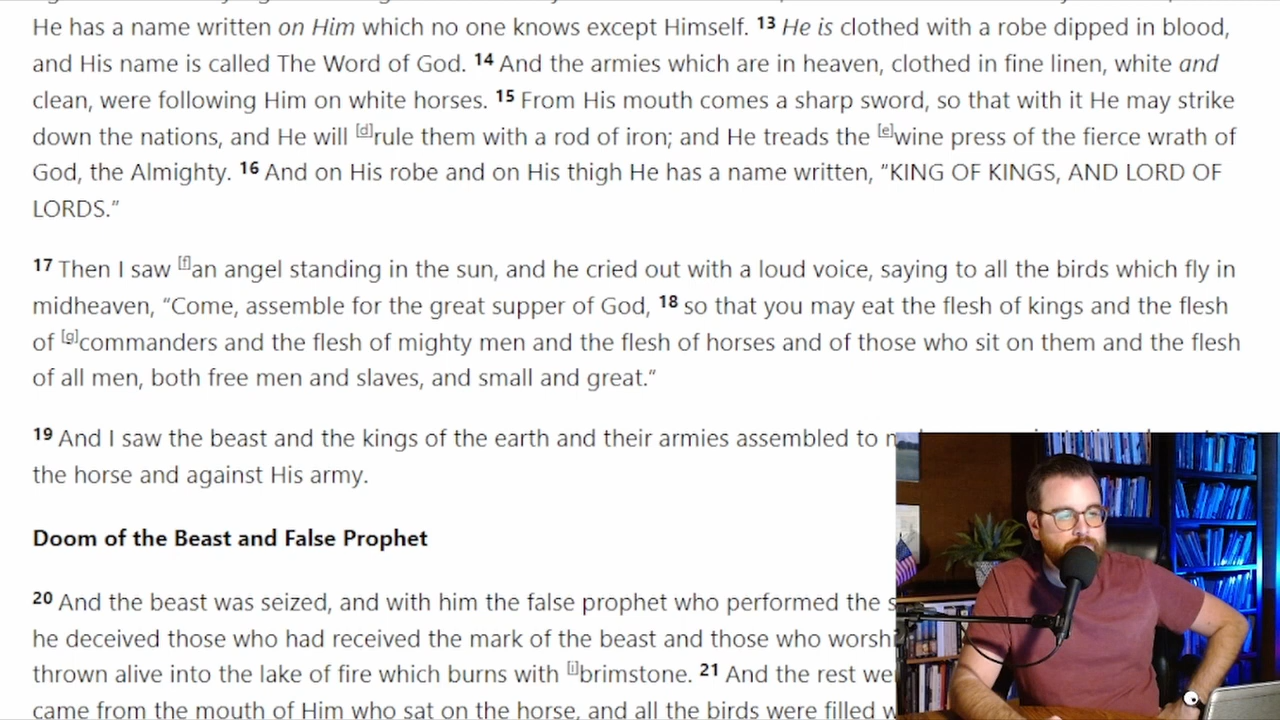 He has a name written on Him which no one knows except Himself. 13 He is clothed with a robe dipped in blood,
and His name is called The Word of God. 14 And the armies which are in heaven, clothed in fine linen, white and
clean, were following Him on white horses. 15 From His mouth comes a sharp sword, so that with it He may strike
down the nations, and He will [d]rule them with a rod of iron; and He treads the [e]wine press of the fierce wrath of
God, the Almighty. 16 And on His robe and on His thigh He has a name written, “KING OF KINGS, AND LORD OF
LORDS.”
17 Then I saw [f]an angel standing in the sun, and he cried out with a loud voice, saying to all the birds which fly in
midheaven, “Come, assemble for the great supper of God, 18 so that you may eat the flesh of kings and the flesh
of [g]commanders and the flesh of mighty men and the flesh of horses and of those who sit on them and the flesh
of all men, both free men and slaves, and small and great.”
19 And I saw the beast and the kings of the earth and their armies assembled to
the horse and against His army.
Doom of the Beast and False Prophet
20 And the beast was seized, and with him the false prophet who performed the
he deceived those who had received the mark of the beast and those who
thrown alive into the lake of fire which burns with [i]brimstone. 21 And the rest
came from the mouth of Him who sat on the horse, and all the birds were filled